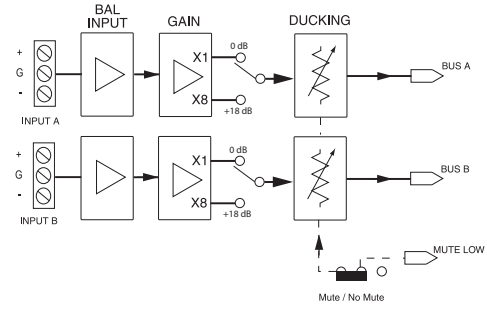 BAL
INPUT
GAIN
DUCKING
+
G
-
INPUT A
X1
X8
0 dB
+18 dB
BUS A
+
G
-
INPUT B
X1
X8
0 dB
+18 dB
BUS B
MUTE LOW
Mute / No Mute